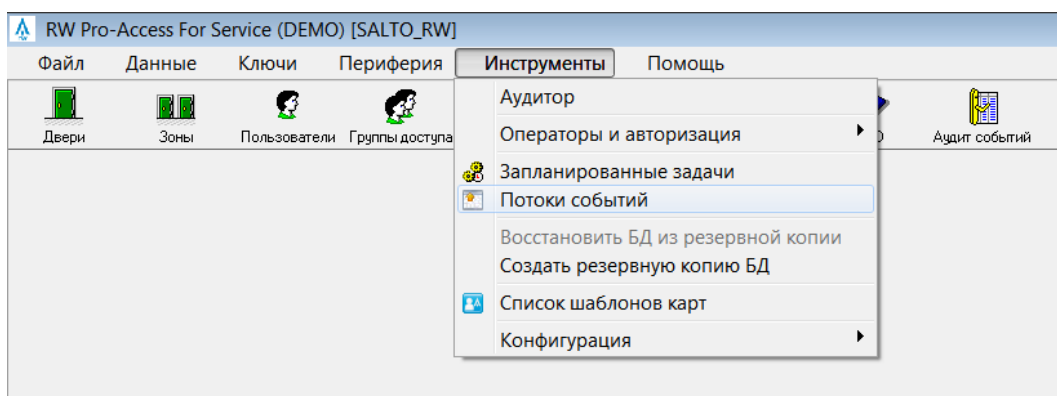 RW Pro-Access For Service (DEMO) [SALTO_RW]
Файл Данные Ключи Периферия Инструменты Помощь
Двери Зоны Пользователи Группы доступа Аудит событий
Аудитор
Операторы и авторизация
Запланированные задачи
Потоки событий
Восстановить БД из резервной копии
Создать резервную копию БД
Список шаблонов карт
Конфигурация